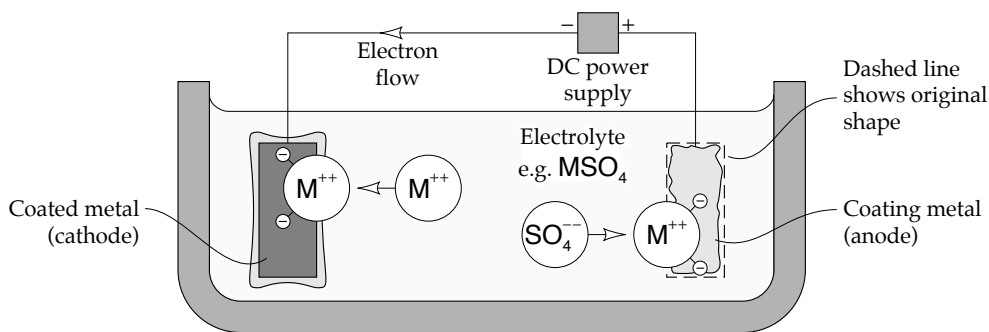 − +
Electron
flow
DC power
supply
Dashed line
shows original
shape
Electrolyte
e.g. MSO₄
−
M⁺⁺
M⁺⁺
−
Coated metal
(cathode)
SO₄⁻⁻
M⁺⁺
−
−
Coating metal
(anode)